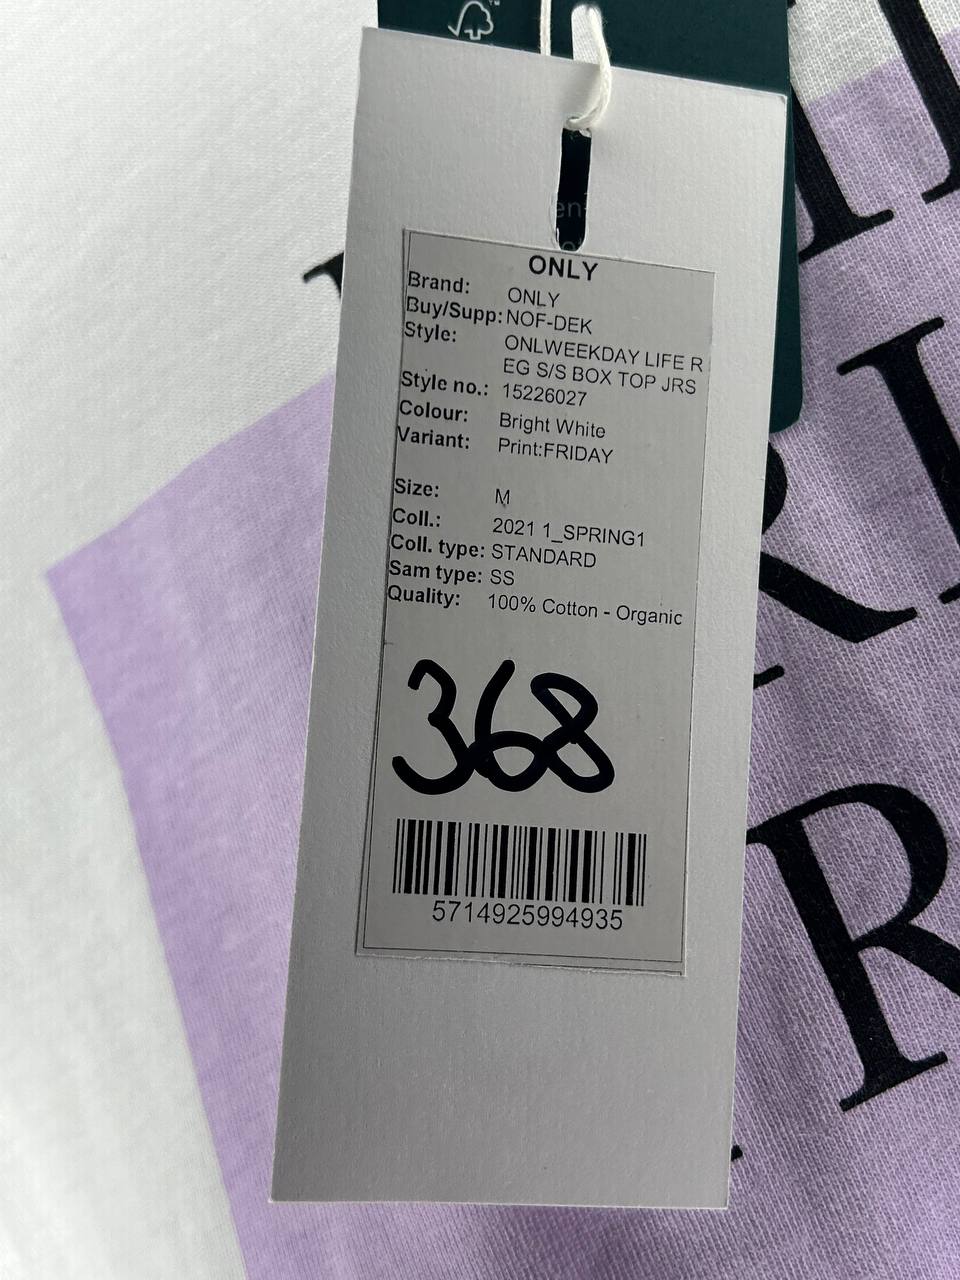 ONLY
Brand: ONLY
Buy/Supp: NOF-DEK
Style: ONLWEEKDAY LIFE R
EG S/S BOX TOP JRS
Style no.: 15226027
Colour: Bright White
Variant: Print:FRIDAY
Size: M
Coll.: 2021 1_SPRING1
Coll. type: STANDARD
Sam type: SS
Quality: 100% Cotton - Organic
368
5714925994935